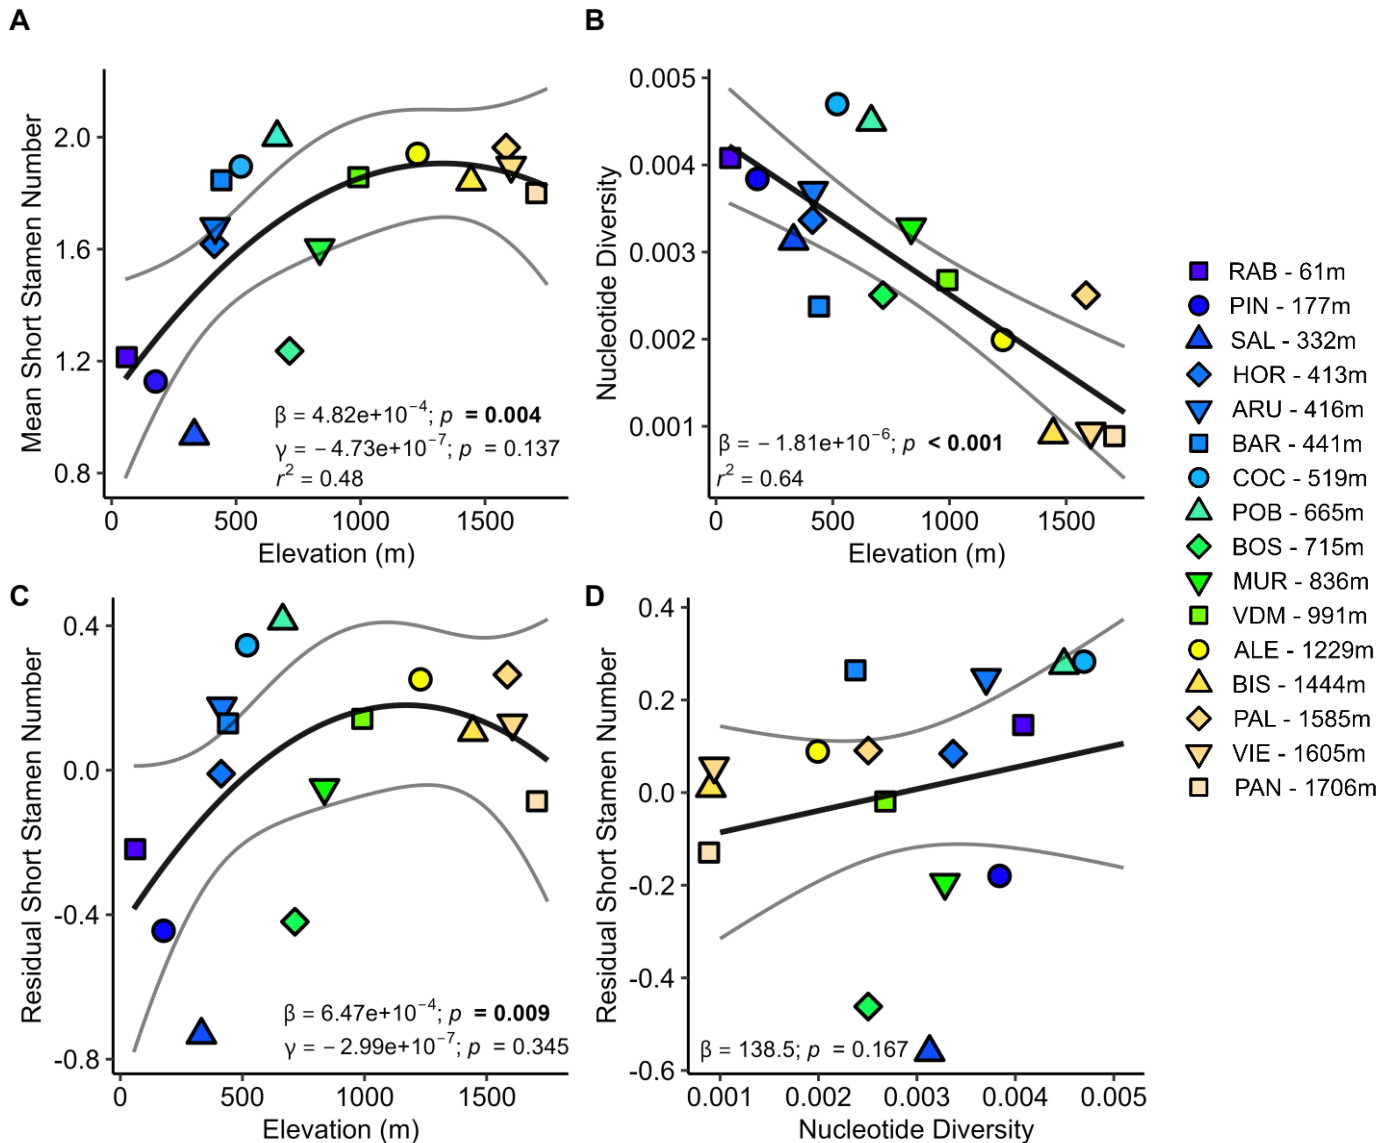 A
Mean Short Stamen Number
2.0
1.6
1.2
0.8
β = 4.82e+10⁻⁴; p = 0.004
γ = −4.73e+10⁻⁷; p = 0.137
r² = 0.48
0 500 1000 1500
Elevation (m)
B
Nucleotide Diversity
0.005
0.004
0.003
0.002
0.001
β = −1.81e+10⁻⁶; p < 0.001
r² = 0.64
0 500 1000 1500
Elevation (m)
C
Residual Short Stamen Number
0.4
0.0
-0.4
-0.8
β = 6.47e+10⁻⁴; p = 0.009
γ = −2.99e+10⁻⁷; p = 0.345
0 500 1000 1500
Elevation (m)
D
Residual Short Stamen Number
0.4
0.2
0.0
-0.2
-0.4
-0.6
β = 138.5; p = 0.167
0.001 0.002 0.003 0.004 0.005
Nucleotide Diversity
RAB - 61m
PIN - 177m
SAL - 332m
HOR - 413m
ARU - 416m
BAR - 441m
COC - 519m
POB - 665m
BOS - 715m
MUR - 836m
VDM - 991m
ALE - 1229m
BIS - 1444m
PAL - 1585m
VIE - 1605m
PAN - 1706m